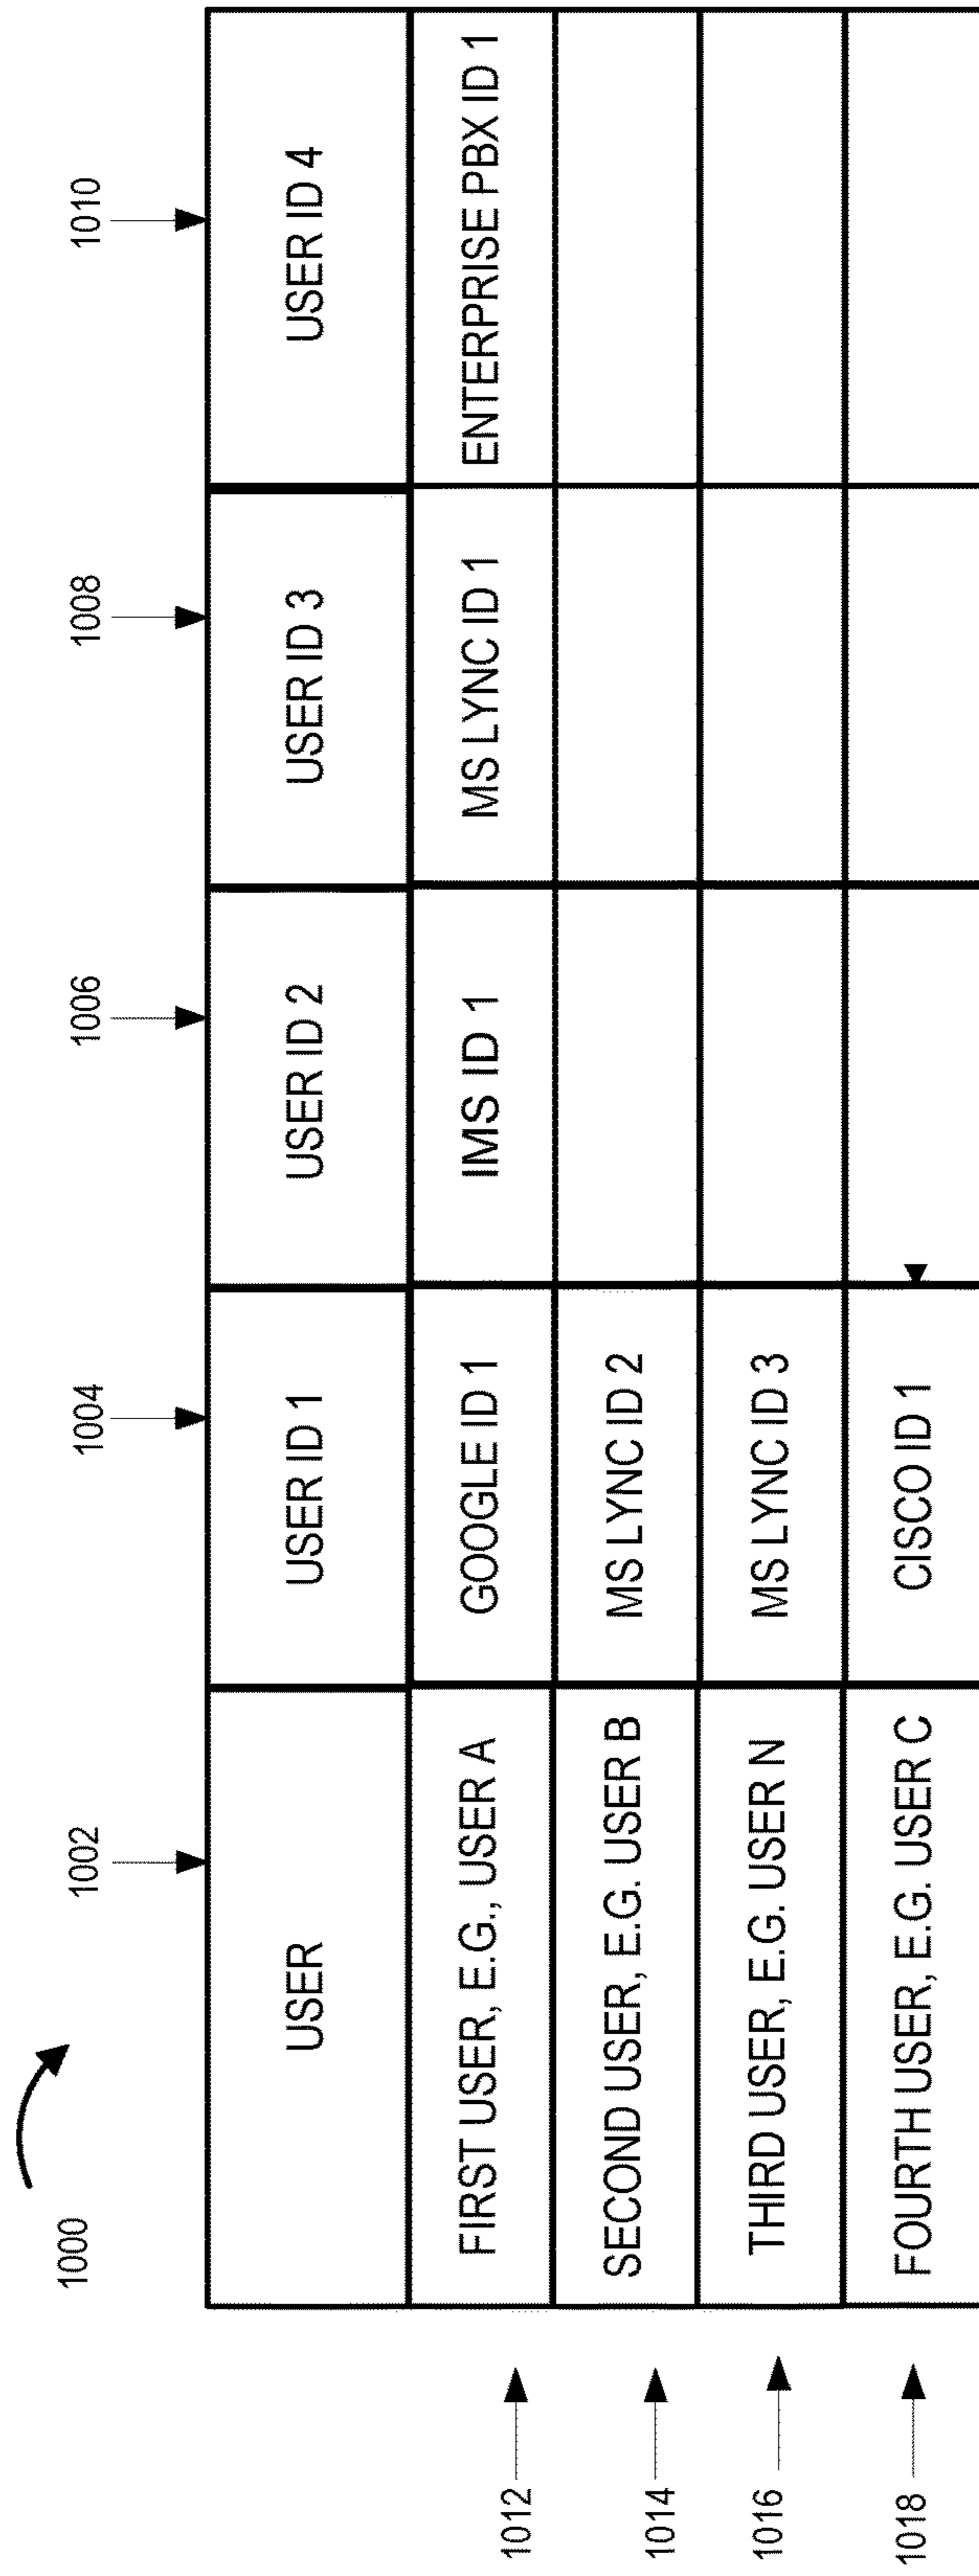 1000
1002
1004
1006
1008
1010
USER
USER ID 1
USER ID 2
USER ID 3
USER ID 4
1012
FIRST USER, E.G., USER A
GOOGLE ID 1
IMS ID 1
MS LYNC ID 1
ENTERPRISE PBX ID 1
1014
SECOND USER, E.G. USER B
MS LYNC ID 2
1016
THIRD USER, E.G. USER N
MS LYNC ID 3
1018
FOURTH USER, E.G. USER C
CISCO ID 1